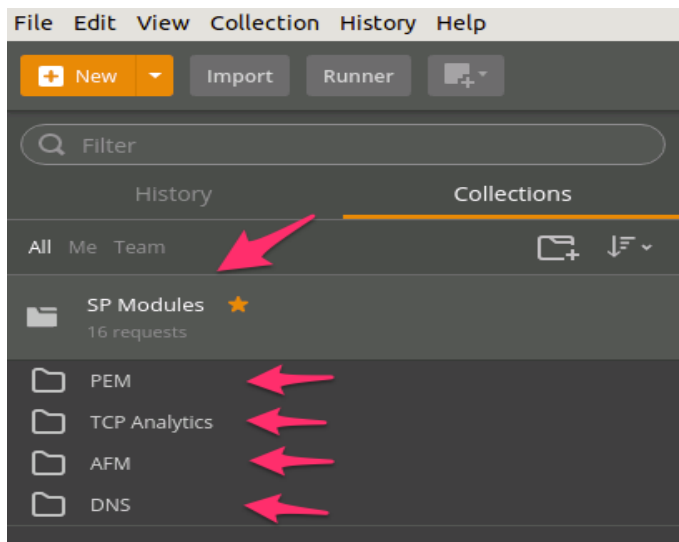 File Edit View Collection History Help
New Import Runner
Filter
History Collections
All Me Team
SP Modules
16 requests
PEM
TCP Analytics
AFM
DNS